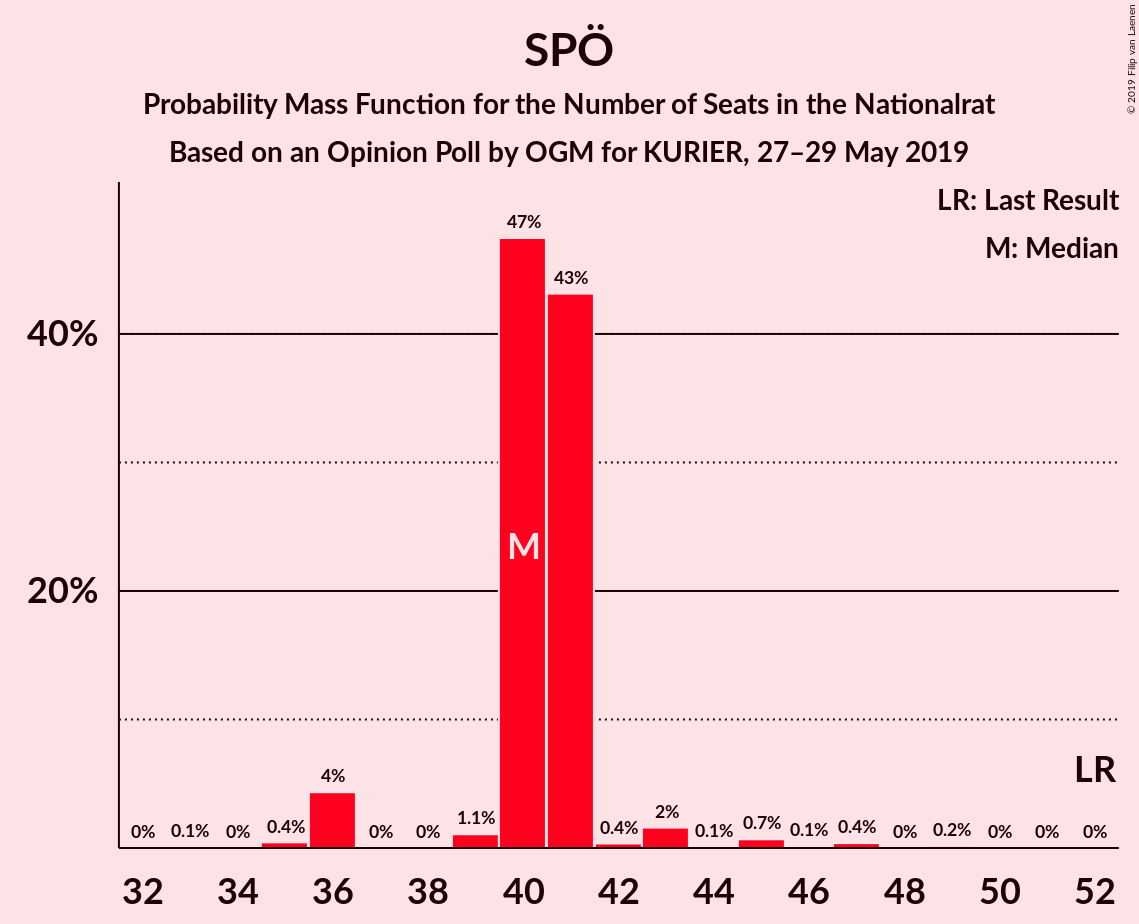 SPÖ
Probability Mass Function for the Number of Seats in the Nationalrat
Based on an Opinion Poll by OGM for KURIER, 27–29 May 2019
© 2019 Filip van Laenen
LR: Last Result
M: Median
40%
20%
0% 0.1% 0% 0.4% 4% 0% 0% 1.1% 47% 43% 0.4% 2% 0.1% 0.7% 0.1% 0.4% 0% 0.2% 0% 0% 0%
M
LR
32 34 36 38 40 42 44 46 48 50 52